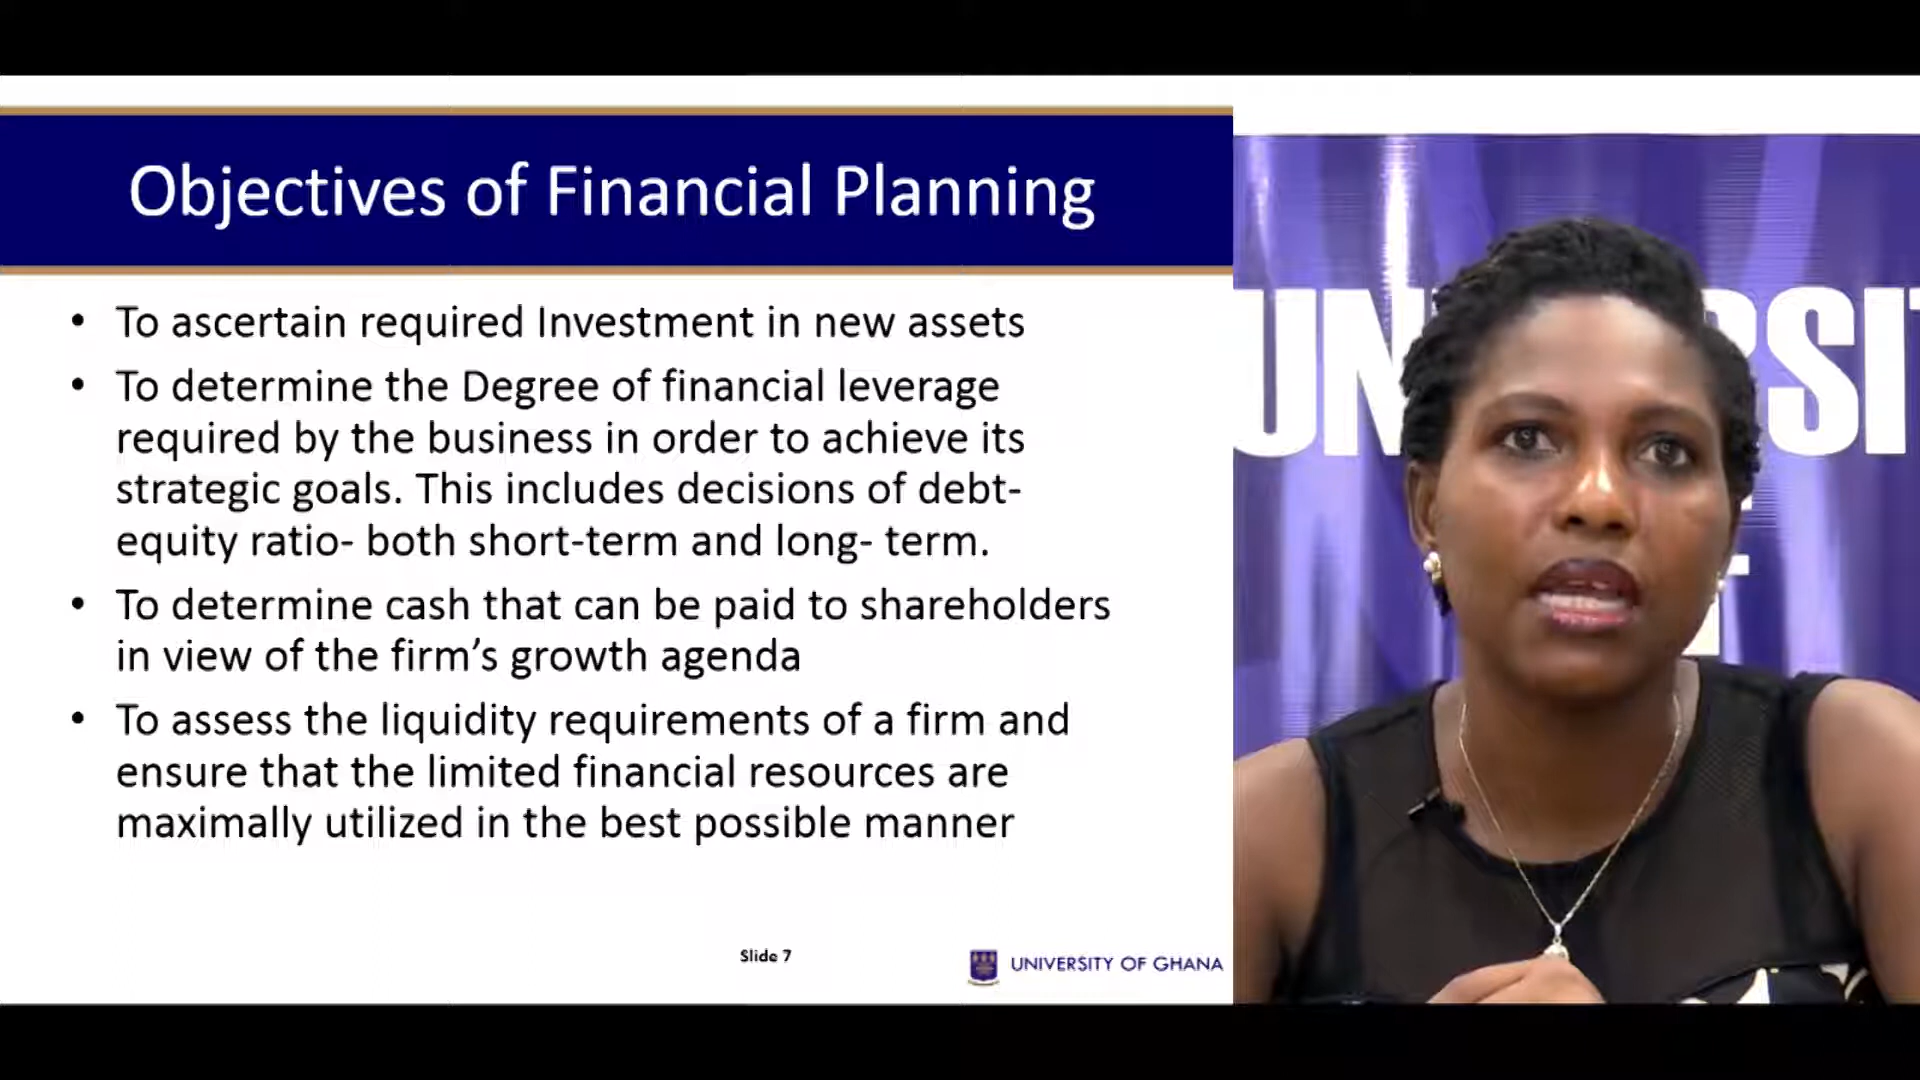 Objectives of Financial Planning
• To ascertain required Investment in new assets
• To determine the Degree of financial leverage
required by the business in order to achieve its
strategic goals. This includes decisions of debt-
equity ratio- both short-term and long- term.
• To determine cash that can be paid to shareholders
in view of the firm's growth agenda
• To assess the liquidity requirements of a firm and
ensure that the limited financial resources are
maximally utilized in the best possible manner
Slide 7
UNIVERSITY OF GHANA